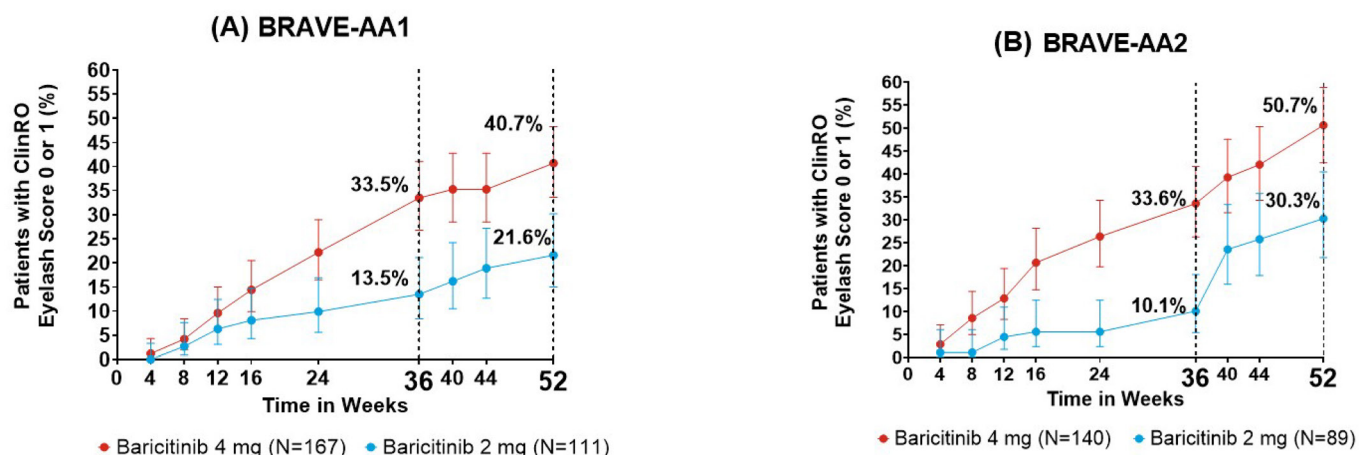 (A) BRAVE-AA1
Patients with ClinRO
Eyelash Score 0 or 1 (%)
60
55
50
45
40
35
30
25
20
15
10
5
0
33.5%
40.7%
13.5%
21.6%
0 4 8 12 16 24 36 40 44 52
Time in Weeks
Baricitinib 4 mg (N=167) Baricitinib 2 mg (N=111)
(B) BRAVE-AA2
Patients with ClinRO
Eyelash Score 0 or 1 (%)
60
55
50
45
40
35
30
25
20
15
10
5
0
33.6%
50.7%
10.1%
30.3%
0 4 8 12 16 24 36 40 44 52
Time in Weeks
Baricitinib 4 mg (N=140) Baricitinib 2 mg (N=89)